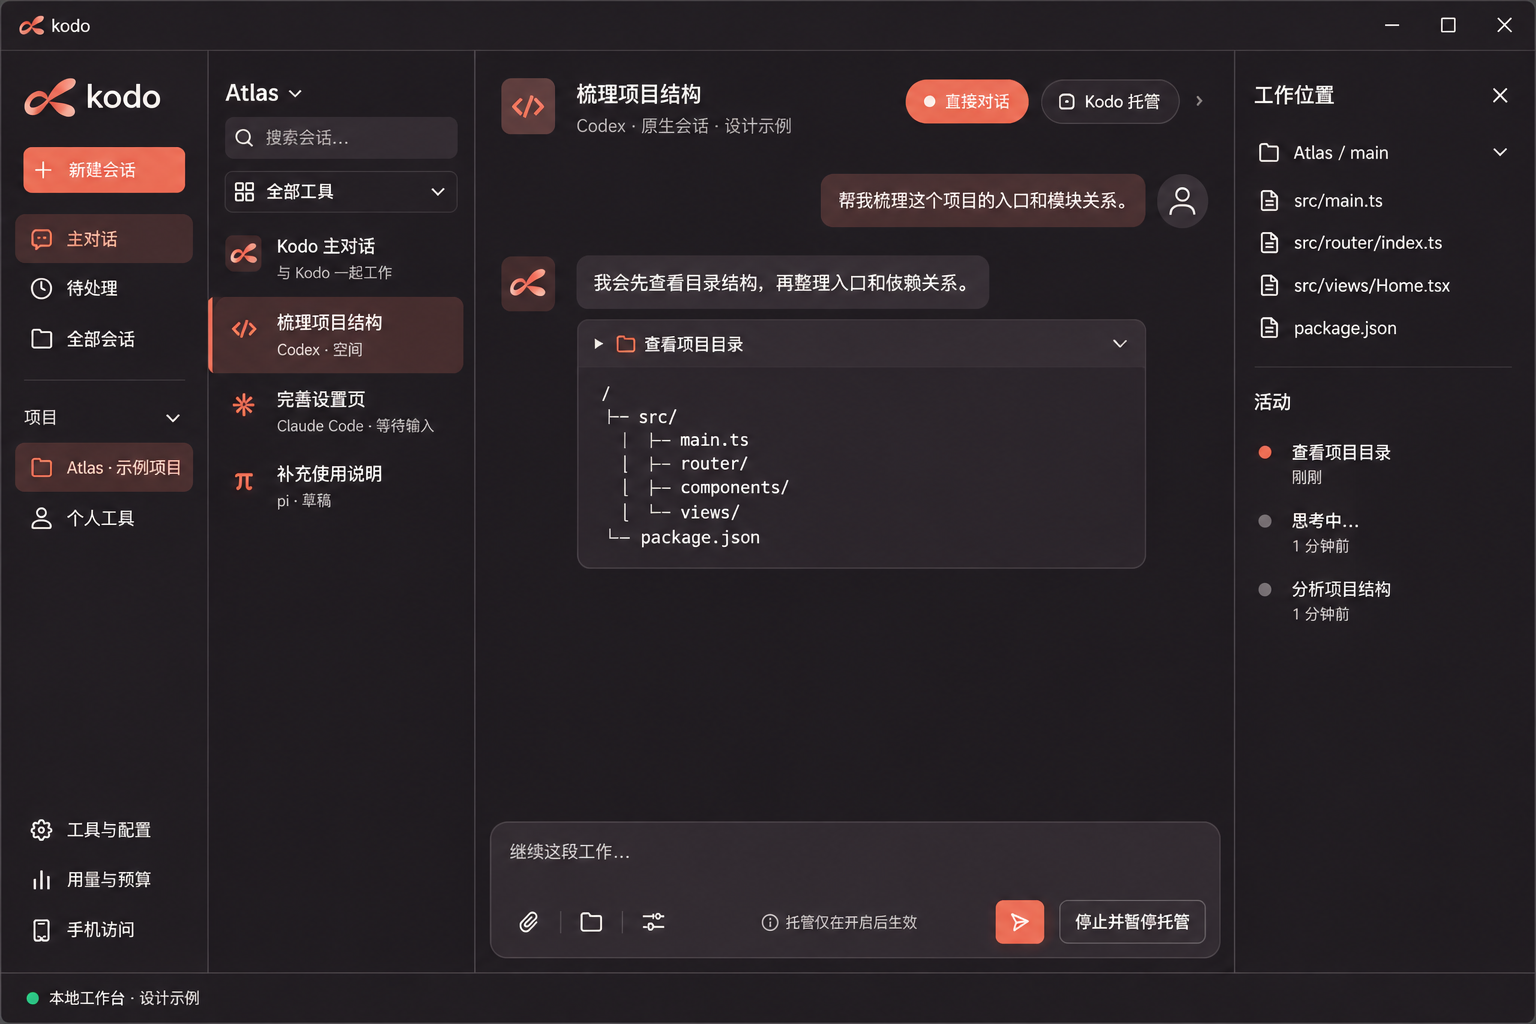 kodo
kodo
新建会话
主对话
待处理
全部会话
项目
Atlas · 示例项目
个人工具
工具与配置
用量与预算
手机访问
Atlas
搜索会话…
全部工具
Kodo 主对话
与 Kodo 一起工作
梳理项目结构
Codex · 空间
完善设置页
Claude Code · 等待输入
π
补充使用说明
pi · 草稿
梳理项目结构
Codex · 原生会话 · 设计示例
直接对话
Kodo 托管
帮我梳理这个项目的入口和模块关系。
我会先查看目录结构，再整理入口和依赖关系。
查看项目目录
/
├─ src/
│ ├─ main.ts
│ ├─ router/
│ ├─ components/
│ └─ views/
└─ package.json
继续这段工作…
托管仅在开启后生效
停止并暂停托管
工作位置
Atlas / main
src/main.ts
src/router/index.ts
src/views/Home.tsx
package.json
活动
查看项目目录
刚刚
思考中…
1 分钟前
分析项目结构
1 分钟前
本地工作台 · 设计示例